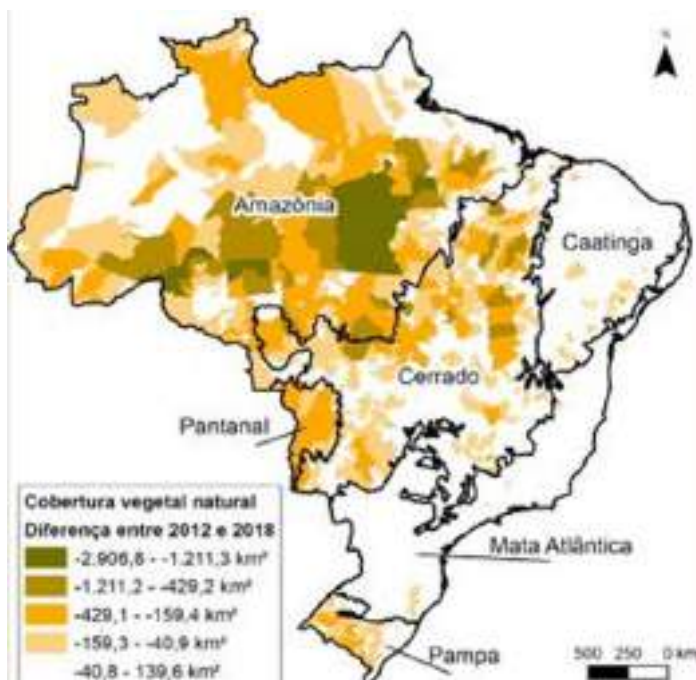 N
Amazônia
Caatinga
Cerrado
Pantanal
Cobertura vegetal natural
Diferença entre 2012 e 2018
-2.906,8 - -1.211,3 km²
-1.211,2 - -429,2 km²
-429,1 - -159,4 km²
-159,3 - -40,9 km²
-40,8 - 139,6 km²
Mata Atlântica
Pampa
500 250 0 km